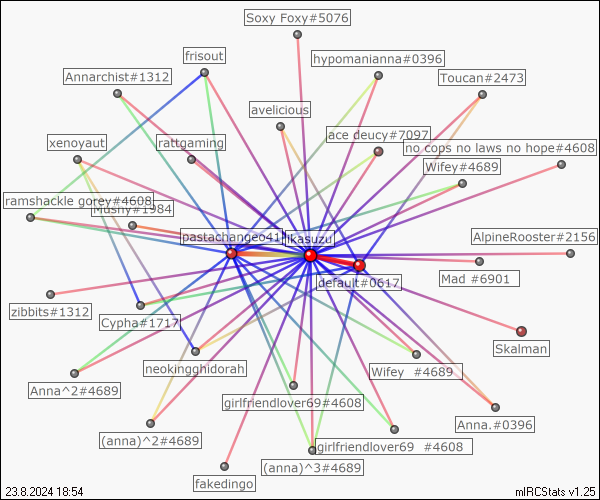 Soxy Foxy#5076
frisout
hypomanianna#0396
Annarchist#1312
Toucan#2473
avelicious
ace deucy#7097
xenoyaut
rattgaming
no cops no laws no hope#4608
Wifey#4689
ramshackle gorey#4608
Mushy#1984
pastachange041
likasuzu
AlpineRooster#2156
default#0617
Mad #6901
zibbits#1312
Cypha#1717
Skalman
neokingghidorah
Wifey #4689
Anna^2#4689
girlfriendlover69#4608
Anna.#0396
(anna)^2#4689
girlfriendlover69 #4608
(anna)^3#4689
fakedingo
23.8.2024 18:54
mIRCStats v1.25